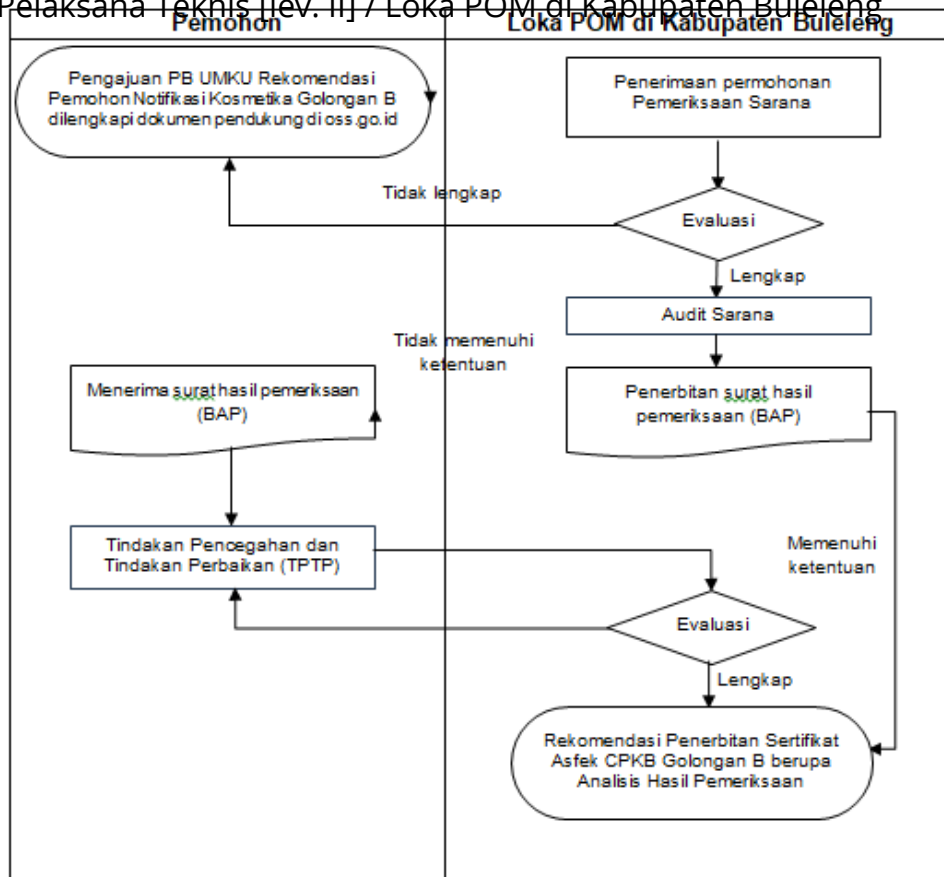 Pelaksana Teknis [lev. II] / Loka POM di Kabupaten Buleleng
Pemohon
Loka POM di Kabupaten Buleleng
Pengajuan PB UMKU Rekomendasi
Pemohon Notifikasi Kosmetika Golongan B
dilengkapi dokumen pendukung di oss.go.id
Penerimaan permohonan
Pemeriksaan Sarana
Tidak lengkap
Evaluasi
Lengkap
Audit Sarana
Tidak memenuhi
ketentuan
Menerima surat hasil pemeriksaan
(BAP)
Penerbitan surat hasil
pemeriksaan (BAP)
Tindakan Pencegahan dan
Tindakan Perbaikan (TPTP)
Memenuhi
ketentuan
Evaluasi
Lengkap
Rekomendasi Penerbitan Sertifikat
Asfek CPKB Golongan B berupa
Analisis Hasil Pemeriksaan